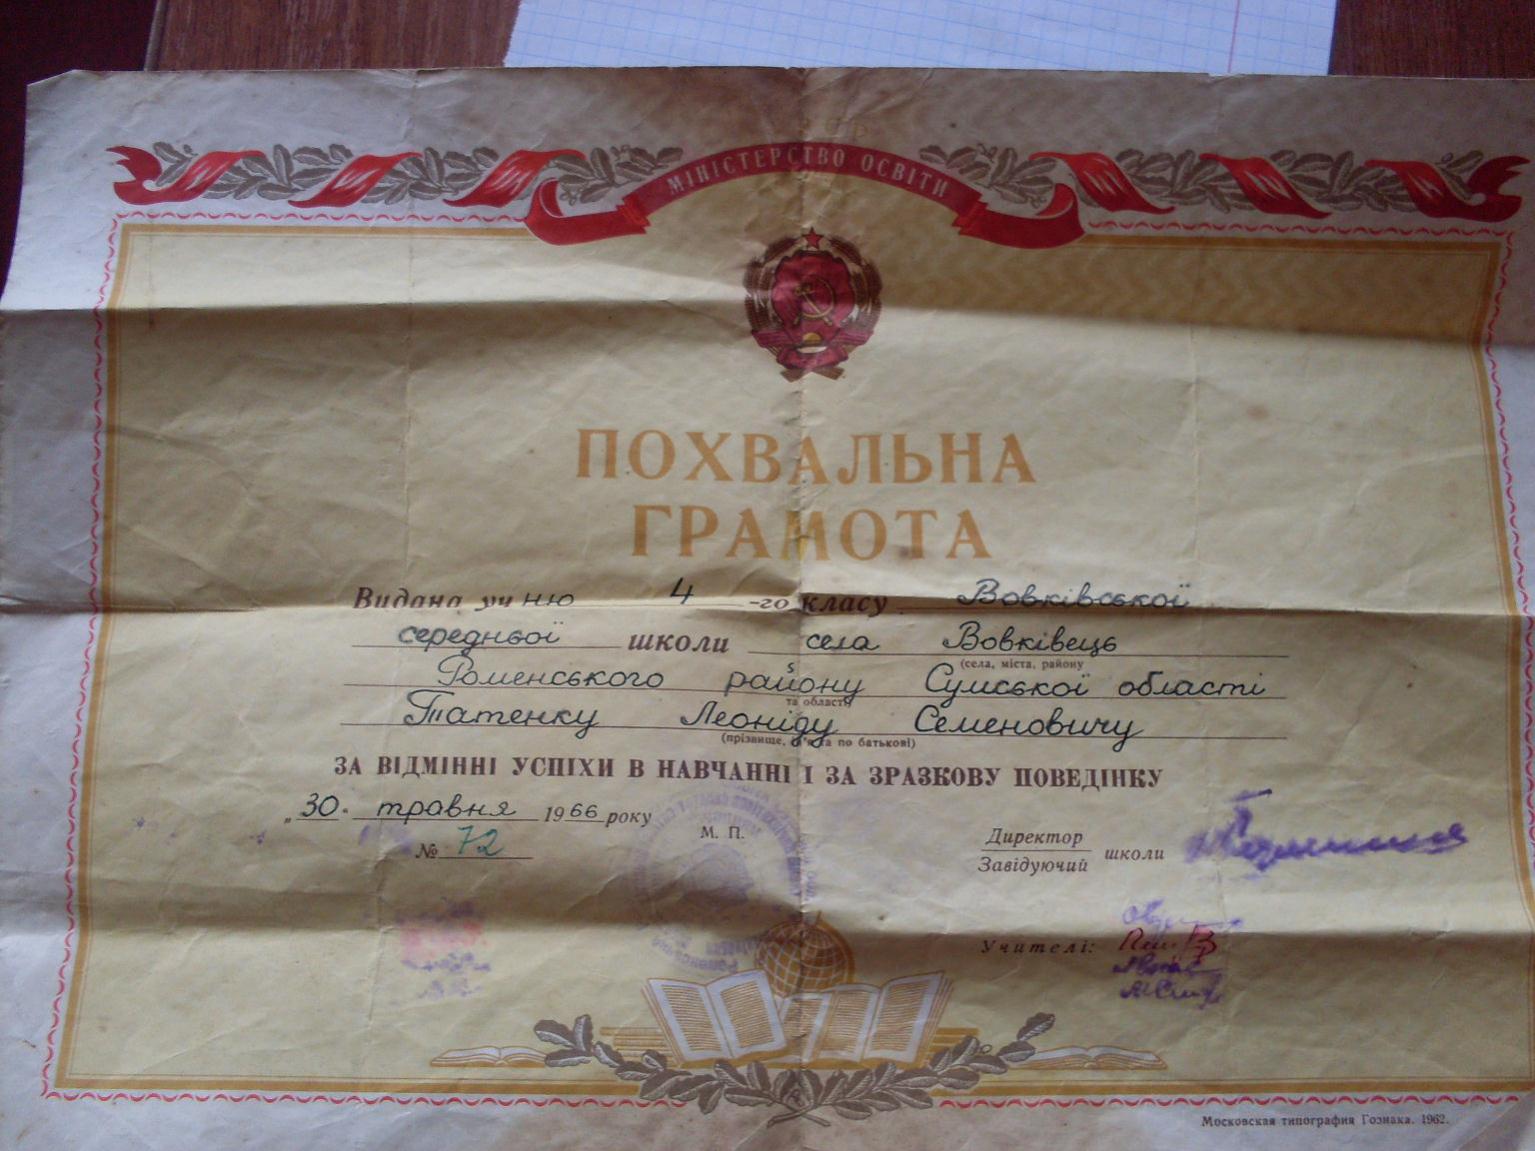 МІНІСТЕРСТВО ОСВІТИ
ПОХВАЛЬНА
ГРАМОТА
Видана учню 4 -го класу Вовківської
середньої школи села Вовківець
(села, міста, району
Роменського району Сумської області
та області)
Татенку Леоніду Семеновичу
(прізвище, ім'я та по батькові)
ЗА ВІДМІННІ УСПІХИ В НАВЧАННІ І ЗА ЗРАЗКОВУ ПОВЕДІНКУ
„30" травня 1966 року
М. П.
№ 72
Директор
Завідуючий школи
Учителі:
Московская типография Гознака. 1962.